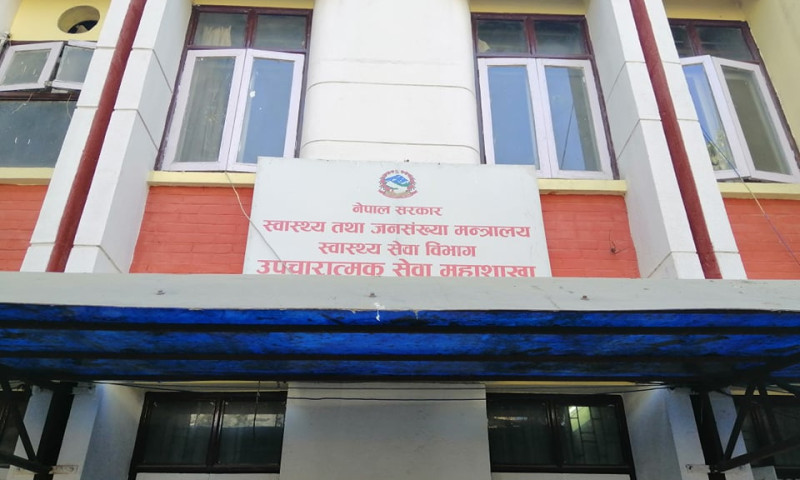 नेपाल सरकार
स्वास्थ्य तथा जनसंख्या मन्त्रालय
स्वास्थ्य सेवा विभाग
उपचारात्मक सेवा महाशाखा